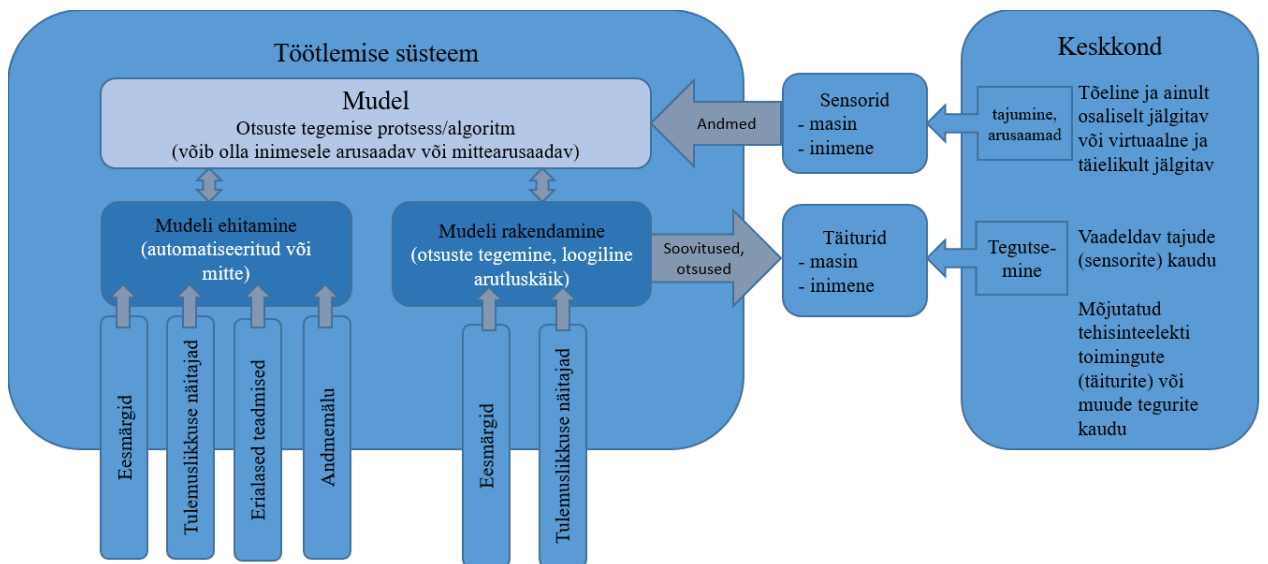 Töötlemise süsteem
Mudel
Otsuste tegemise protsess/algoritm
(võib olla inimesele arusaadav või mittearusaadav)
Mudeli ehitamine
(automatiseeritud või
mitte)
Mudeli rakendamine
(otsuste tegemine, loogiline
arutluskäik)
Eesmärgid
Tulemuslikkuse näitajad
Erialased teadmised
Andmemälu
Eesmärgid
Tulemuslikkuse näitajad
Andmed
Soovitused,
otsused
Sensorid
- masin
- inimene
Täiturid
- masin
- inimene
Keskkond
tajumine,
arusaamad
Tõeline ja ainult
osaliselt jälgitav
või virtuaalne ja
täielikult jälgitav
Tegutse-
mine
Vaadeldav tajude
(sensorite) kaudu
Mõjutatud
tehisinteelekti
toimingute
(täiturite) või
muude tegurite
kaudu